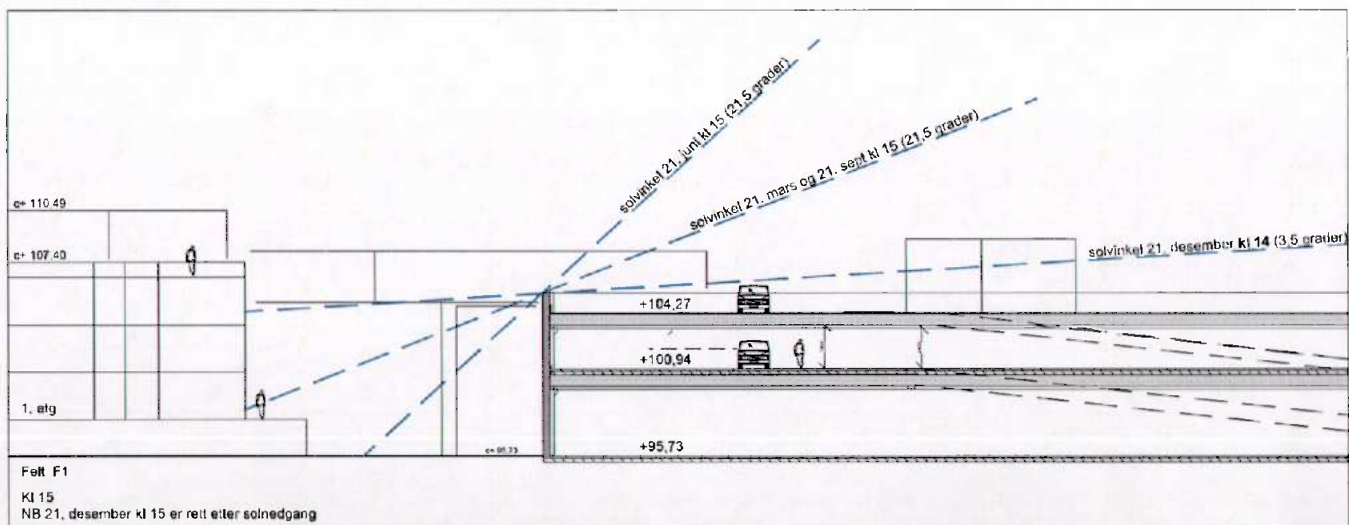 solvinkel 21. juni kl 15 (21,5 grader)
solvinkel 21. mars og 21. sept kl 15 (21,5 grader)
solvinkel 21. desember kl 14 (3,5 grader)
c+ 110,49
c+ 107,40
+104,27
+100,94
1, etg
c+ 95,73
+95,73
Felt F1
Kl 15
NB 21, desember kl 15 er rett etter solnedgang